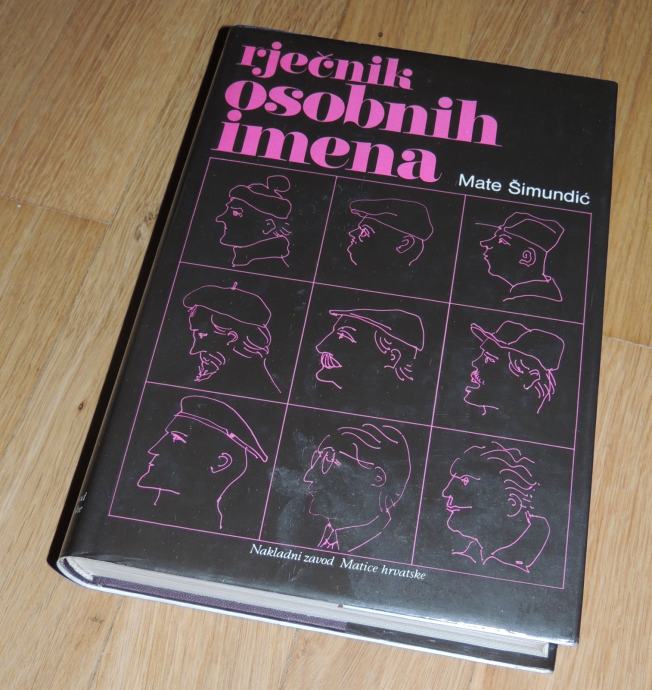 rječnik
osobnih
imena
Mate Šimundić
Nakladni zavod Matice hrvatske